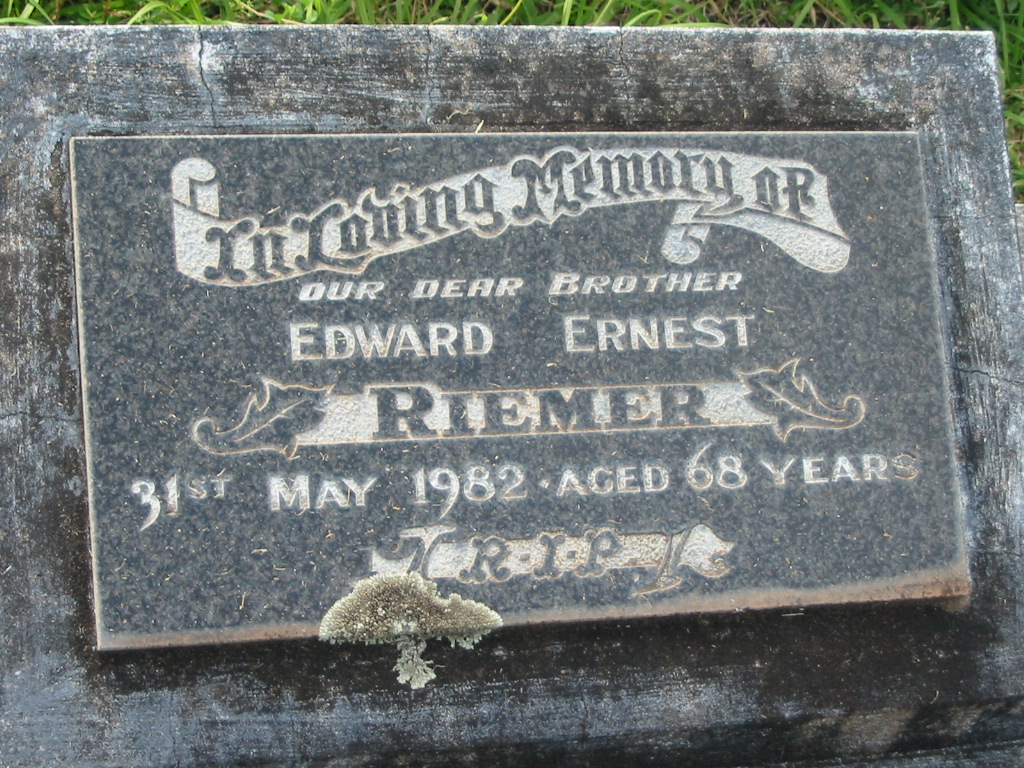 In Loving Memory of
OUR DEAR BROTHER
EDWARD ERNEST
RIEMER
31ST MAY 1982 · AGED 68 YEARS
R·I·P